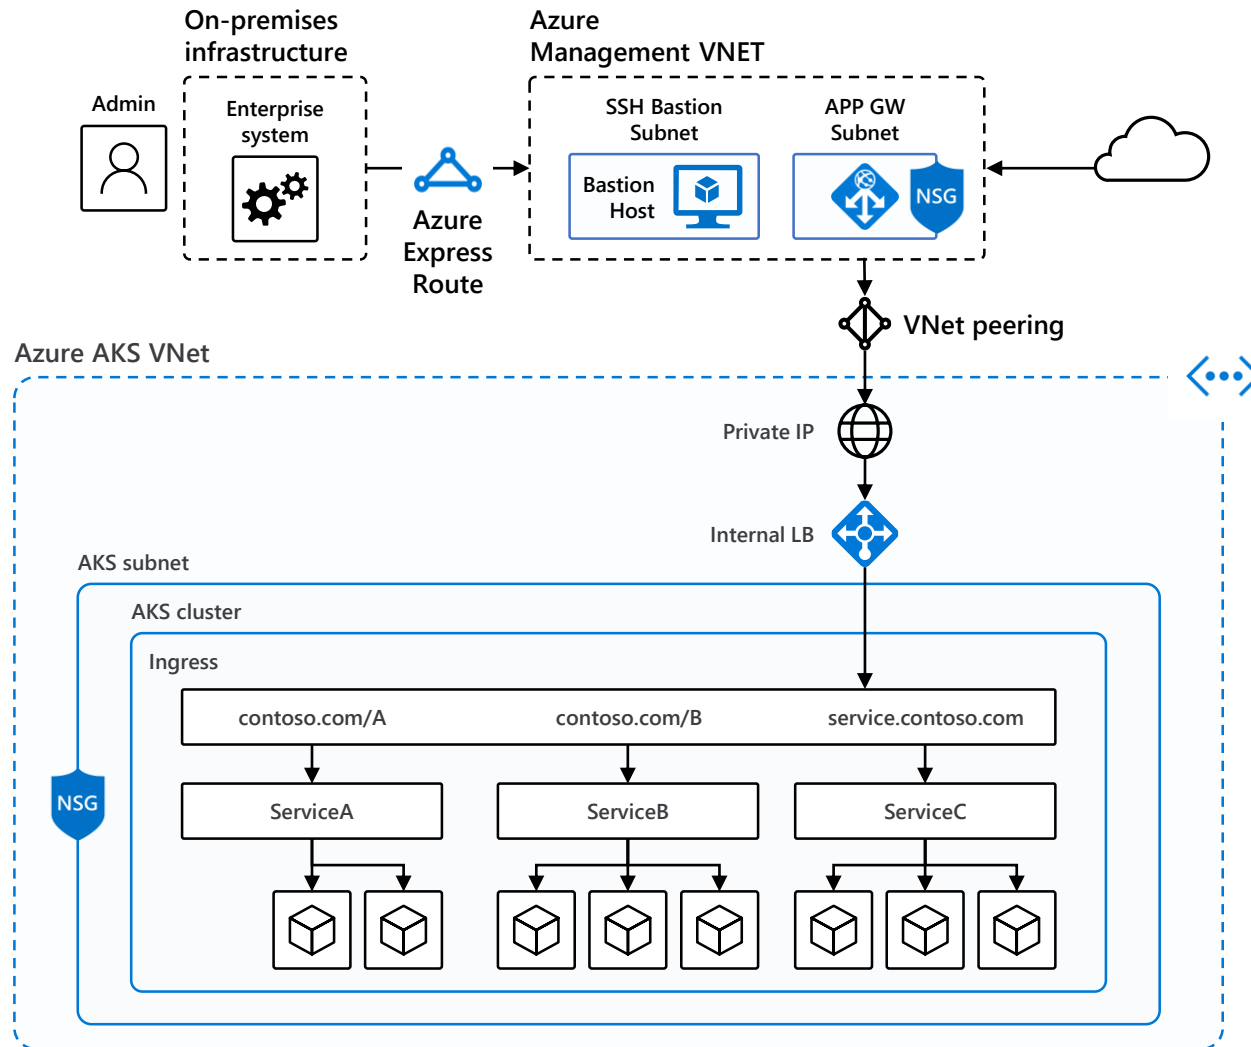 On-premises
infrastructure
Azure
Management VNET
Admin
Enterprise
system
SSH Bastion
Subnet
APP GW
Subnet
Bastion
Host
NSG
Azure
Express
Route
VNet peering
Azure AKS VNet
Private IP
Internal LB
AKS subnet
AKS cluster
Ingress
contoso.com/A
contoso.com/B
service.contoso.com
NSG
ServiceA
ServiceB
ServiceC